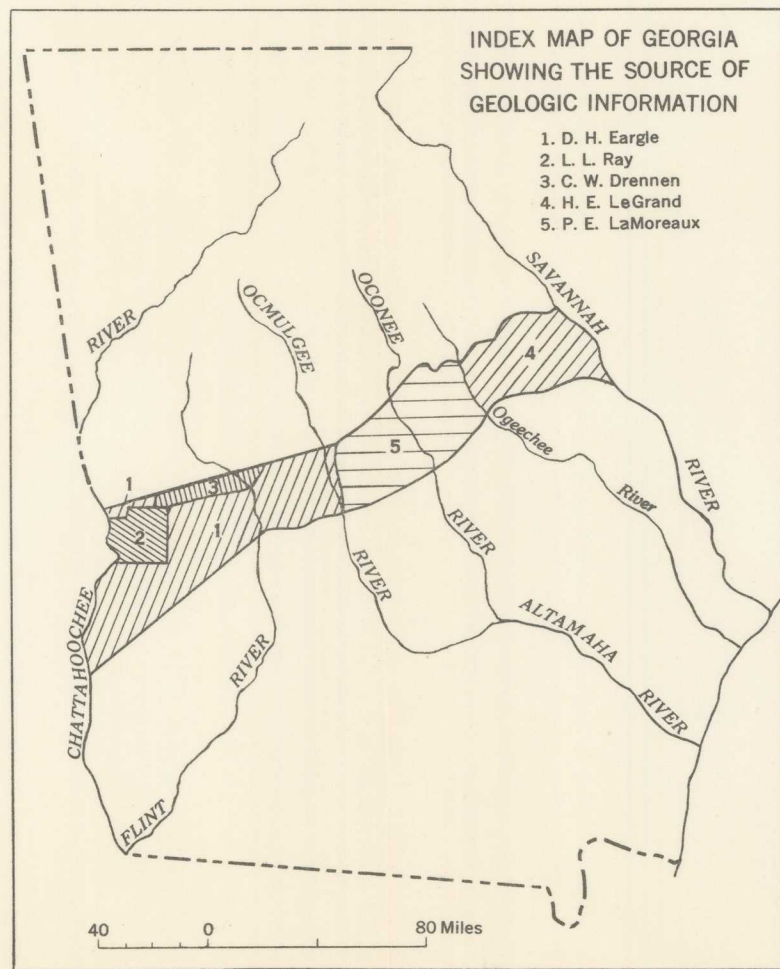 INDEX MAP OF GEORGIA
SHOWING THE SOURCE OF
GEOLOGIC INFORMATION
1. D. H. Eargle
2. L. L. Ray
3. C. W. Drennen
4. H. E. LeGrand
5. P. E. LaMoreaux
SAVANNAH
RIVER
OCMULGEE
OCONEE
4
Ogeechee
5
RIVER
River
1
3
1
2
RIVER
RIVER
CHATTAHOOCHEE
RIVER
ALTAMAHA
RIVER
FLINT
40 0 80 Miles